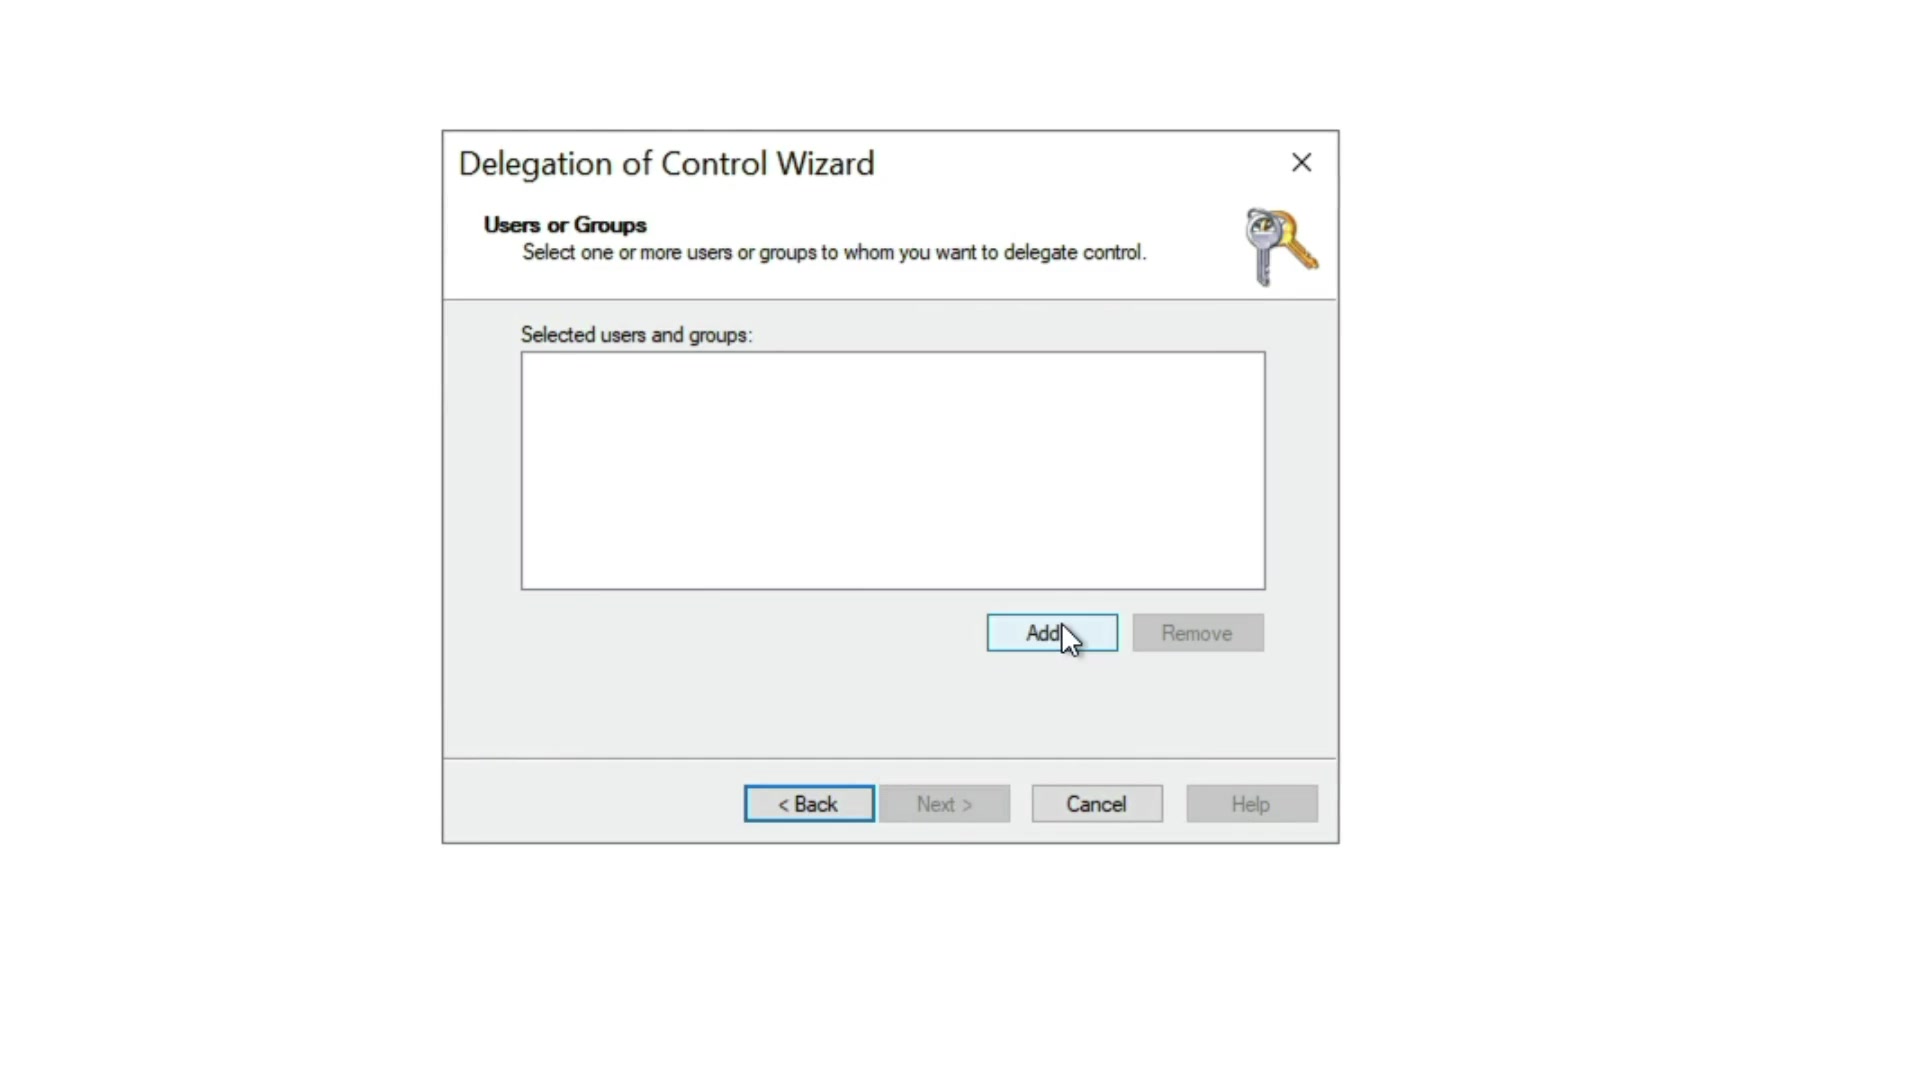 Delegation of Control Wizard
Users or Groups
Select one or more users or groups to whom you want to delegate control.
Selected users and groups:
Add
Remove
< Back
Next >
Cancel
Help